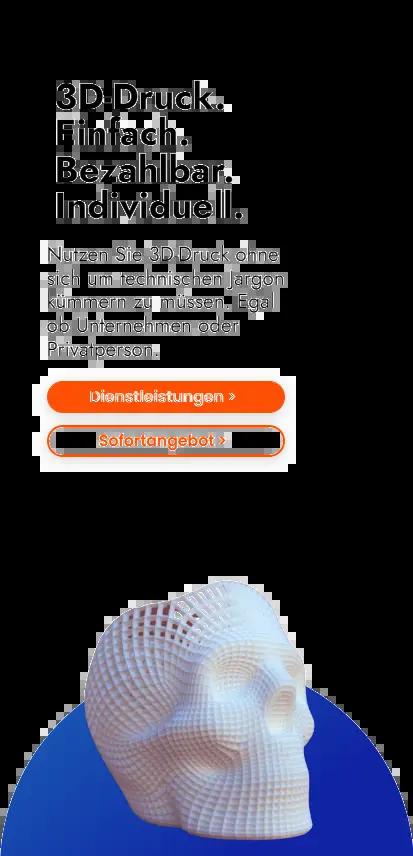 3D-Druck.
Einfach.
Bezahlbar.
Individuell.
Nutzen Sie 3D-Druck ohne
sich um technischen Jargon
kümmern zu müssen. Egal
ob Unternehmen oder
Privatperson.
Dienstleistungen >
Sofortangebot >